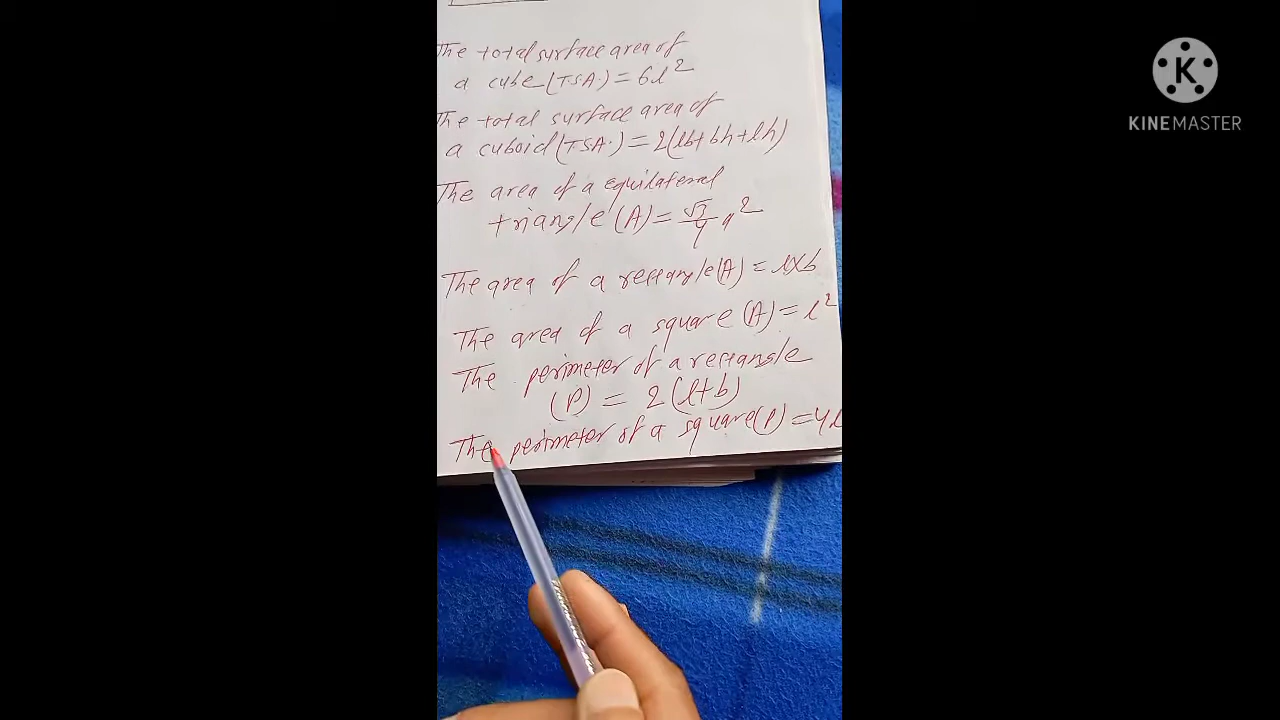 The total surface area of
a cube (TSA.) = 6l²
The total surface area of
a cuboid (TSA.) = 2(lb+bh+lh)
The area of a equilateral
triangle (A) = √3/4 a²
The area of a rectangle (A) = l×b
The area of a square (A) = l²
The perimeter of a rectangle
(P) = 2(l+b)
The perimeter of a square (P) = 4l
K
KINEMASTER